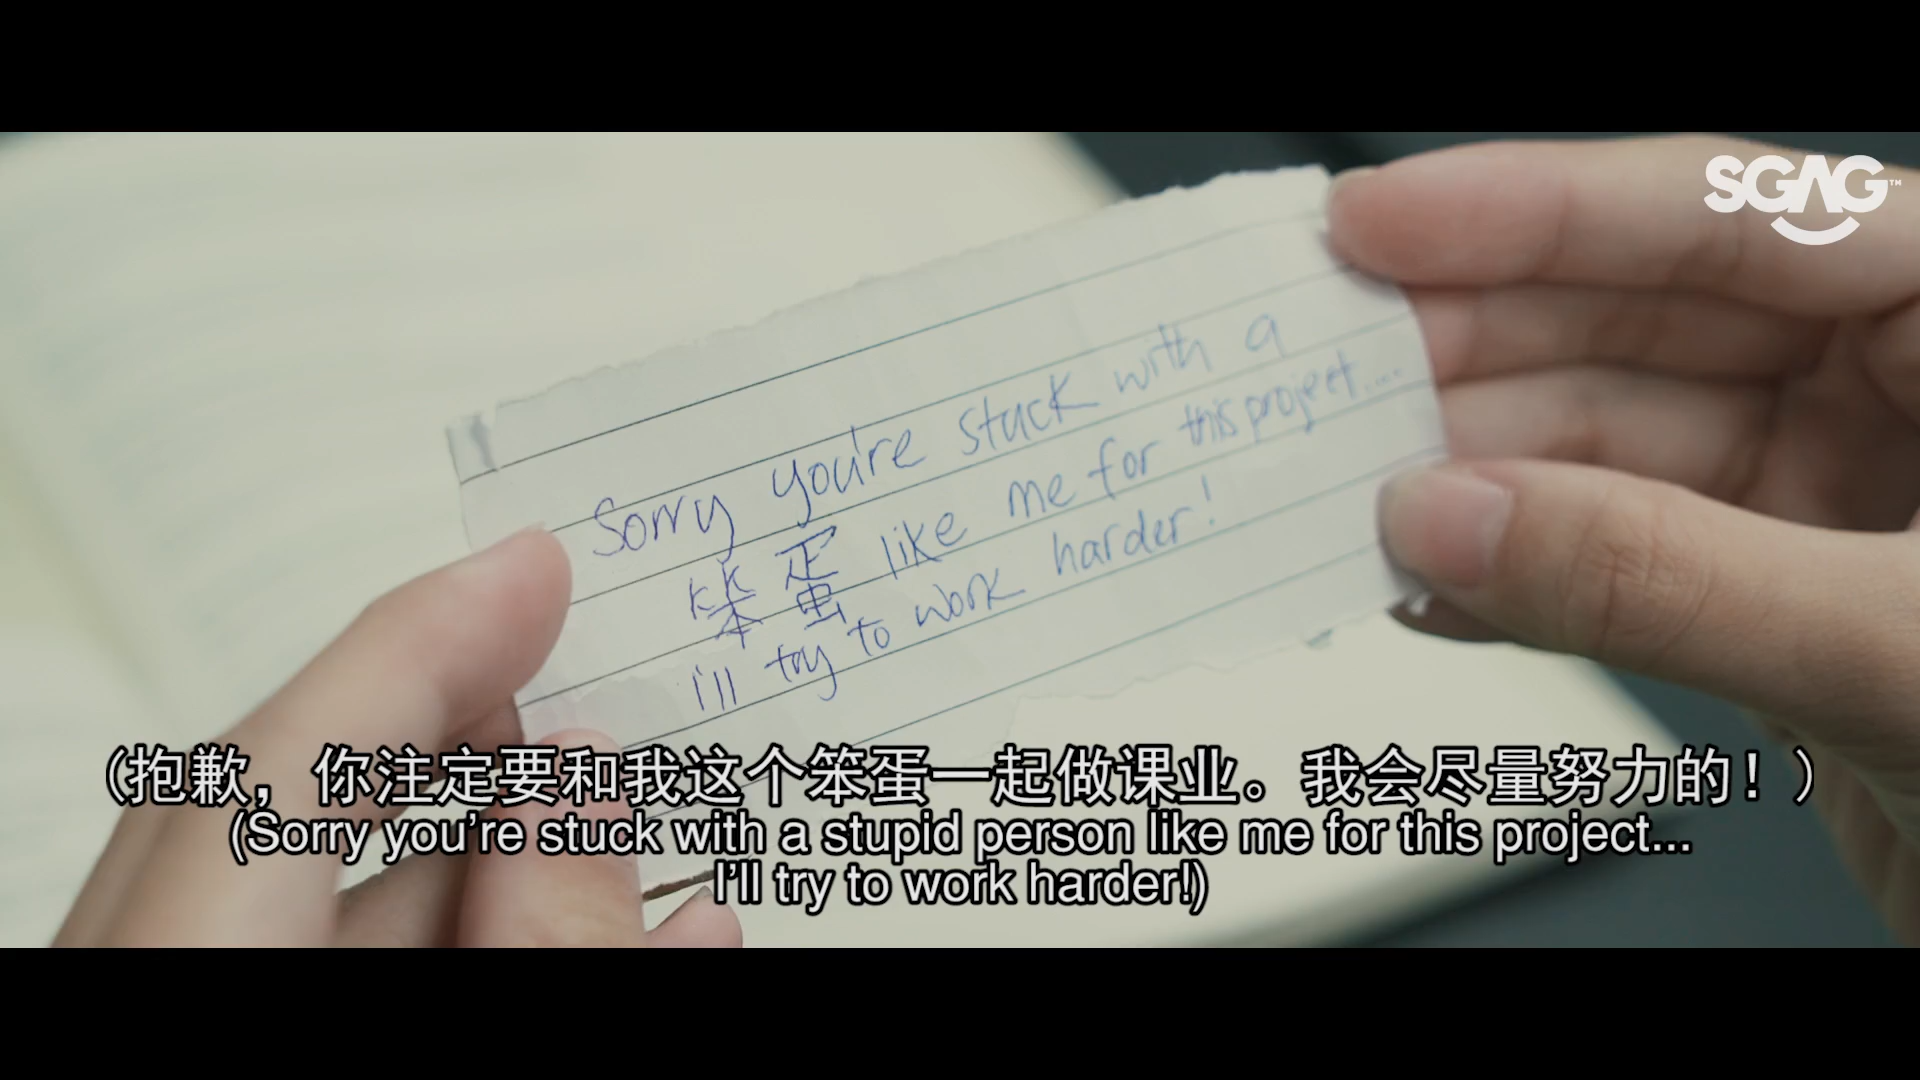 SGAG™
Sorry you're stuck with a
笨蛋 like me for this project....
i'll try to work harder!
(抱歉，你注定要和我这个笨蛋一起做课业。我会尽量努力的！)
(Sorry you're stuck with a stupid person like me for this project...
I'll try to work harder!)